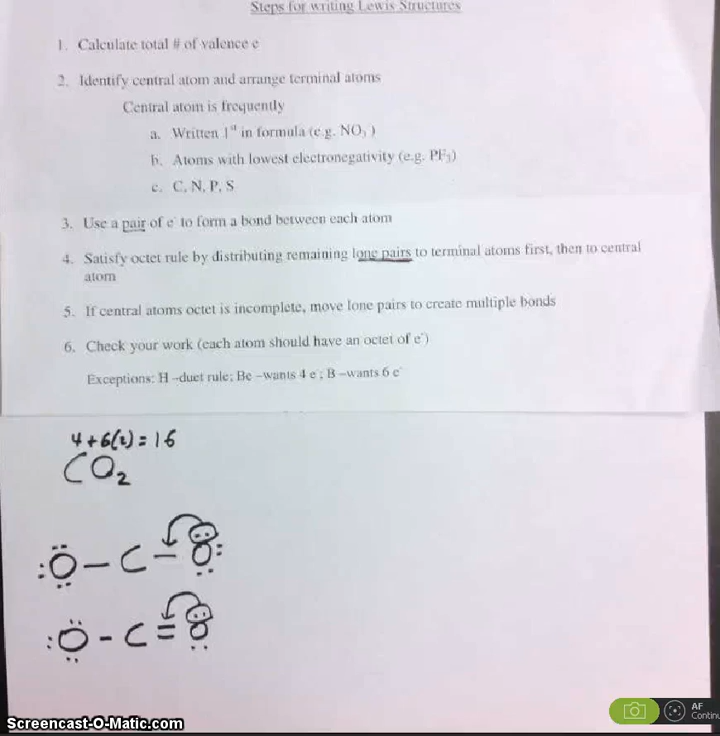 Steps for writing Lewis Structures
1. Calculate total # of valence e
2. Identify central atom and arrange terminal atoms
Central atom is frequently
a. Written 1st in formula (e.g. NO3 )
b. Atoms with lowest electronegativity (e.g. PF3)
c. C, N, P, S
3. Use a pair of e- to form a bond between each atom
4. Satisfy octet rule by distributing remaining lone pairs to terminal atoms first, then to central
atom
5. If central atoms octet is incomplete, move lone pairs to create multiple bonds
6. Check your work (each atom should have an octet of e-)
Exceptions: H –duet rule; Be –wants 4 e-; B –wants 6 e-
4+6(2)=16
CO2
:Ö–C–Ö:
:Ö-C=O
Screencast-O-Matic.com
AF
Continu